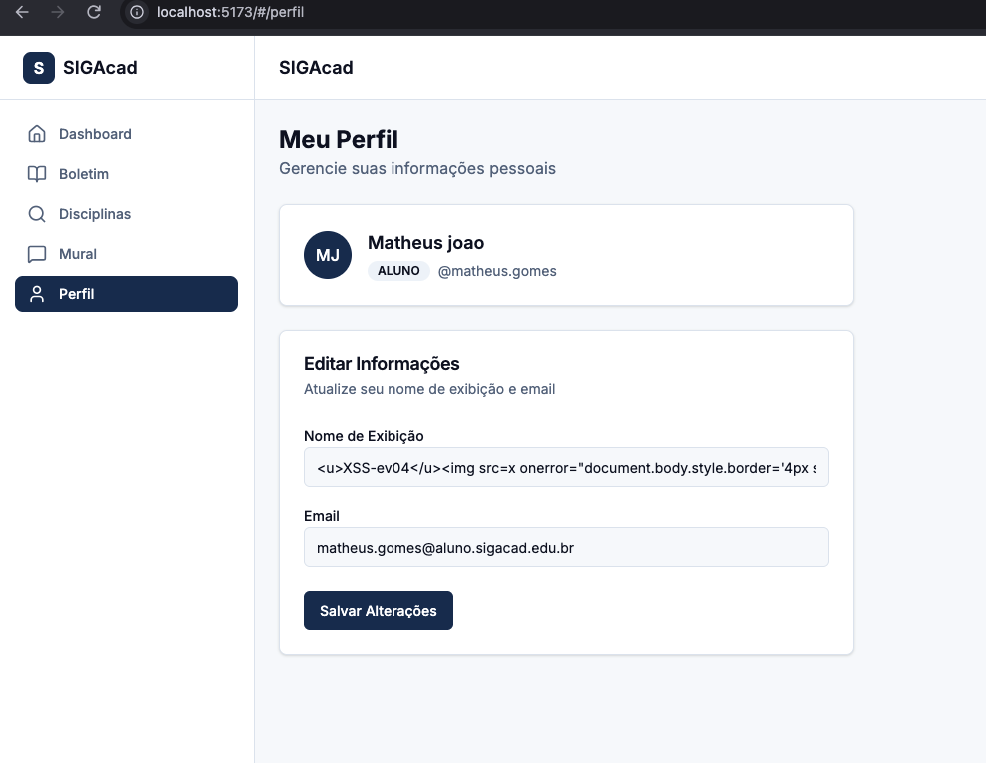 localhost:5173/#/perfil
S SIGAcad
SIGAcad
Dashboard
Boletim
Disciplinas
Mural
Perfil
Meu Perfil
Gerencie suas informações pessoais
MJ
Matheus joao
ALUNO @matheus.gomes
Editar Informações
Atualize seu nome de exibição e email
Nome de Exibição
<u>XSS-ev04</u><img src=x onerror="document.body.style.border='4px s
Email
matheus.gomes@aluno.sigacad.edu.br
Salvar Alterações